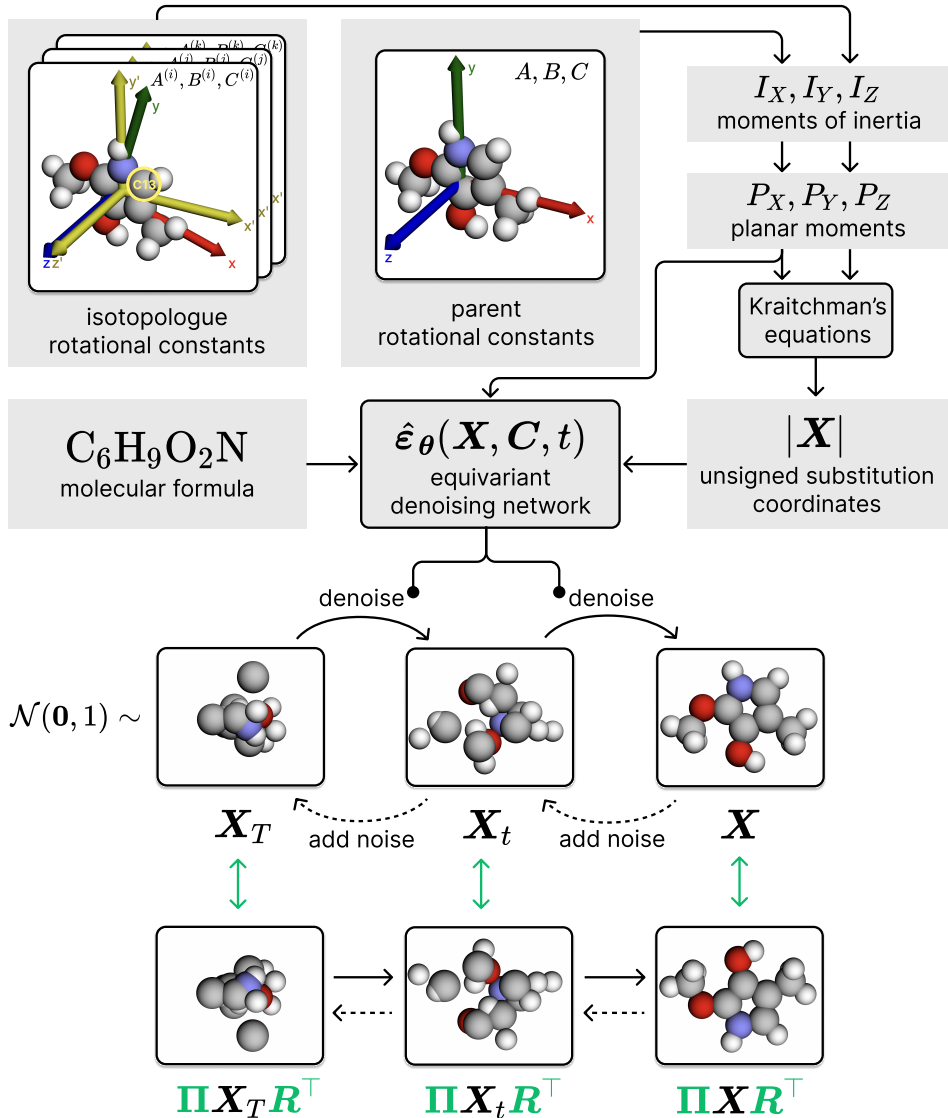 A⁽ᵏ⁾, B⁽ᵏ⁾, C⁽ᵏ⁾
A⁽ʲ⁾, B⁽ʲ⁾, C⁽ʲ⁾
A⁽ⁱ⁾, B⁽ⁱ⁾, C⁽ⁱ⁾
y'
y
C13
x' x' x'
z z'
x
isotopologue
rotational constants
A, B, C
y
x
z
parent
rotational constants
I_X, I_Y, I_Z
moments of inertia
P_X, P_Y, P_Z
planar moments
Kraitchman's
equations
C₆H₉O₂N
molecular formula
ε̂_θ(X, C, t)
equivariant
denoising network
|X|
unsigned substitution
coordinates
denoise
denoise
𝒩(0, 1) ∼
X_T
add noise
X_t
add noise
X
ΠX_T R^⊤
ΠX_t R^⊤
ΠXR^⊤